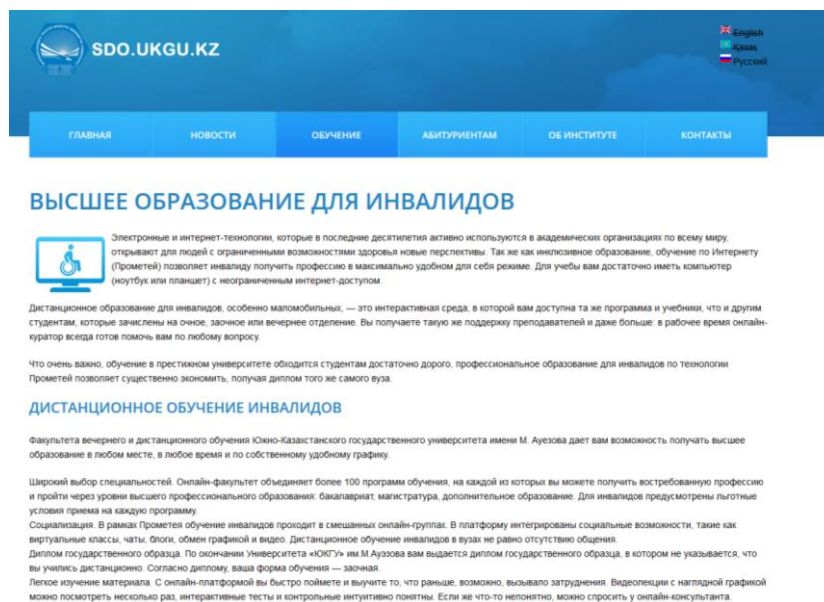 SDO.UKGU.KZ
English
Қазақ
Русский
ГЛАВНАЯ НОВОСТИ ОБУЧЕНИЕ АБИТУРИЕНТАМ ОБ ИНСТИТУТЕ КОНТАКТЫ
ВЫСШЕЕ ОБРАЗОВАНИЕ ДЛЯ ИНВАЛИДОВ
Электронные и интернет-технологии, которые в последние десятилетия активно используются в академических организациях по всему миру,
открывают для людей с ограниченными возможностями здоровья новые перспективы. Так же как инклюзивное образование, обучение по Интернету
(Прометей) позволяет инвалиду получить профессию в максимально удобном для себя режиме. Для учебы вам достаточно иметь компьютер
(ноутбук или планшет) с неограниченным интернет-доступом.
Дистанционное образование для инвалидов, особенно маломобильных, — это интерактивная среда, в которой вам доступна та же программа и учебники, что и другим
студентам, которые зачислены на очное, заочное или вечернее отделение. Вы получаете такую же поддержку преподавателей и даже больше: в рабочее время онлайн-
куратор всегда готов помочь вам по любому вопросу.
Что очень важно, обучение в престижном университете обходится студентам достаточно дорого, профессиональное образование для инвалидов по технологии
Прометей позволяет существенно экономить, получая диплом того же самого вуза.
ДИСТАНЦИОННОЕ ОБУЧЕНИЕ ИНВАЛИДОВ
Факультета вечернего и дистанционного обучения Южно-Казахстанского государственного университета имени М. Ауезова дает вам возможность получать высшее
образование в любом месте, в любое время и по собственному удобному графику.
Широкий выбор специальностей. Онлайн-факультет объединяет более 100 программ обучения, на каждой из которых вы можете получить востребованную профессию
и пройти через уровни высшего профессионального образования: бакалавриат, магистратура, дополнительное образование. Для инвалидов предусмотрены льготные
условия приема на каждую программу.
Социализация. В рамках Прометея обучение инвалидов проходит в смешанных онлайн-группах. В платформу интегрированы социальные возможности, такие как
виртуальные классы, чаты, блоги, обмен графикой и видео. Дистанционное обучение инвалидов в вузах не равно отсутствию общения.
Диплом государственного образца. По окончании Университета «ЮКГУ» им.М.Ауэзова вам выдается диплом государственного образца, в котором не указывается, что
вы учились дистанционно. Согласно диплому, ваша форма обучения — заочная.
Легкое изучение материала. С онлайн-платформой вы быстро поймете и выучите то, что раньше, возможно, вызывало затруднения. Видеолекции с наглядной графикой
можно посмотреть несколько раз, интерактивные тесты и контрольные интуитивно понятны. Если же что-то непонятно, можно спросить у онлайн-консультанта.